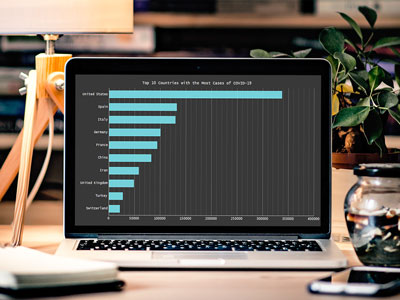 Top 10 Countries with the Most Cases of COVID-19
United States
Spain
Italy
Germany
France
China
Iran
United Kingdom
Turkey
Switzerland
0 50000 100000 150000 200000 250000 300000 350000 400000